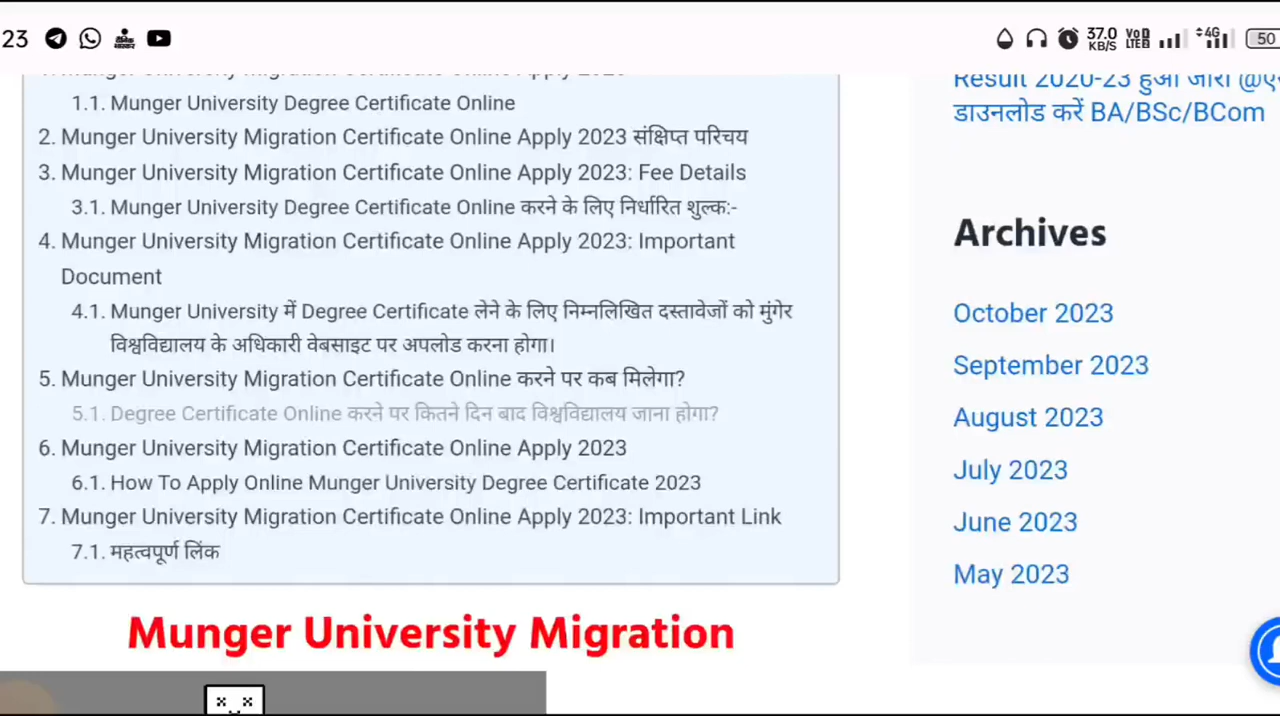 23
37.0
KB/S
Vo
LTE2
4G
50
1.1. Munger University Degree Certificate Online
2. Munger University Migration Certificate Online Apply 2023 संक्षिप्त परिचय
3. Munger University Migration Certificate Online Apply 2023: Fee Details
3.1. Munger University Degree Certificate Online करने के लिए निर्धारित शुल्क:-
4. Munger University Migration Certificate Online Apply 2023: Important
Document
4.1. Munger University में Degree Certificate लेने के लिए निम्नलिखित दस्तावेजों को मुंगेर
विश्वविद्यालय के अधिकारी वेबसाइट पर अपलोड करना होगा।
5. Munger University Migration Certificate Online करने पर कब मिलेगा?
5.1. Degree Certificate Online करने पर कितने दिन बाद विश्वविद्यालय जाना होगा?
6. Munger University Migration Certificate Online Apply 2023
6.1. How To Apply Online Munger University Degree Certificate 2023
7. Munger University Migration Certificate Online Apply 2023: Important Link
7.1. महत्वपूर्ण लिंक
Munger University Migration
Result 2020-23 हुआ जारी
डाउनलोड करें BA/BSc/BCom
Archives
October 2023
September 2023
August 2023
July 2023
June 2023
May 2023